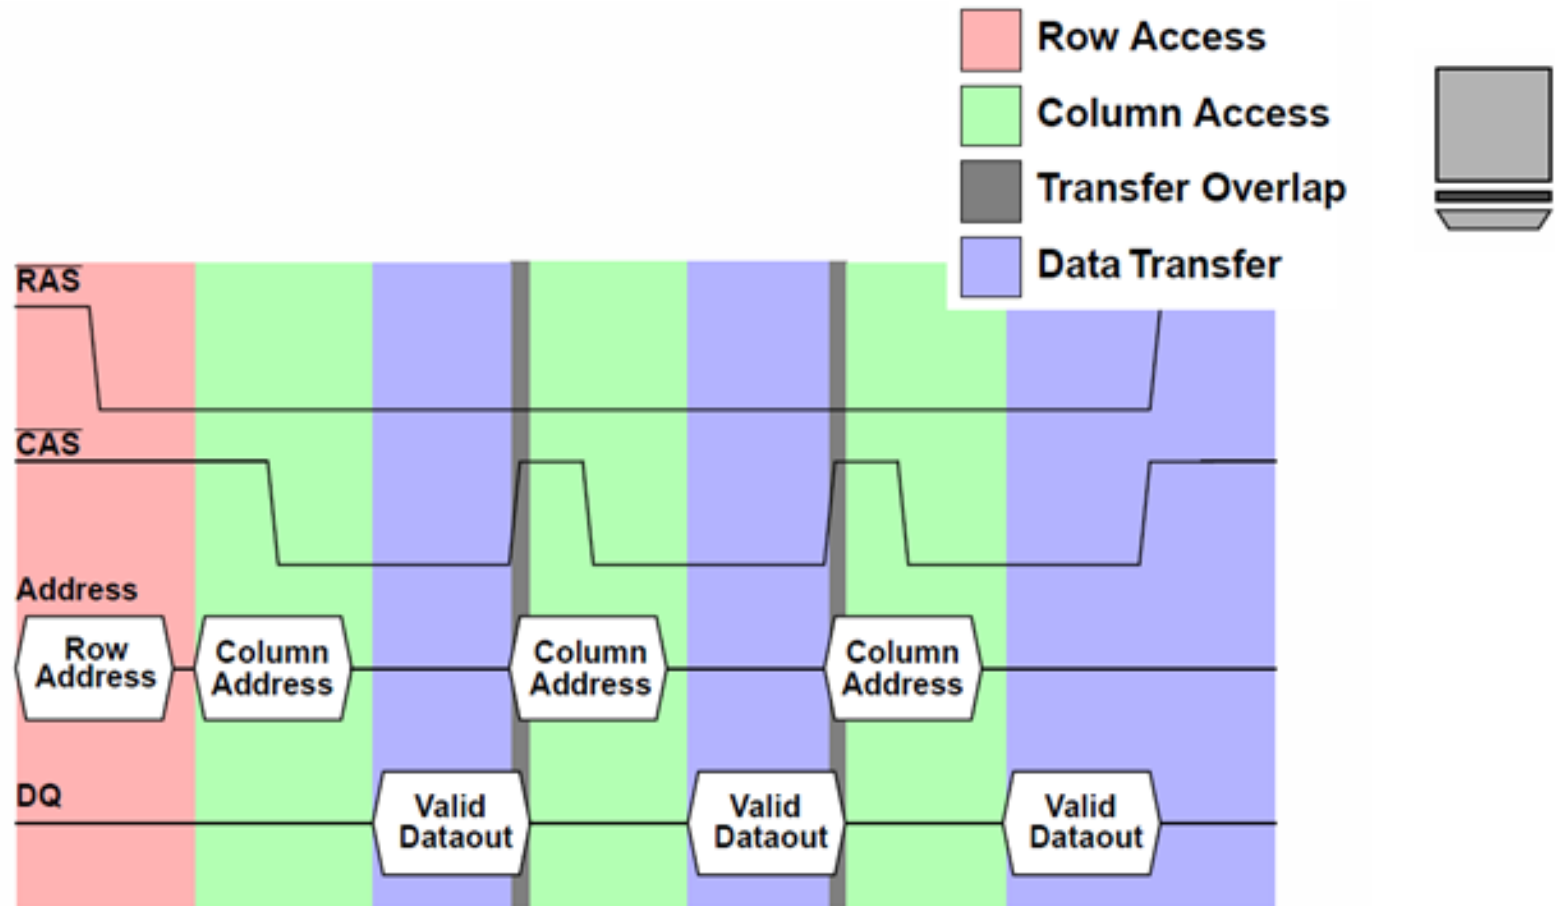 Row Access
Column Access
Transfer Overlap
Data Transfer
RAS
CAS
Address
Row
Address
Column
Address
Column
Address
Column
Address
DQ
Valid
Dataout
Valid
Dataout
Valid
Dataout